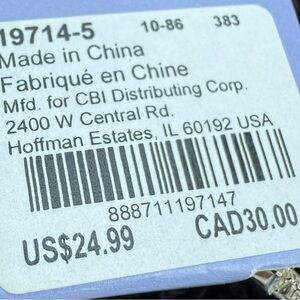 19714-5 10-86 383
Made in China
Fabriqué en Chine
Mfd. for CBI Distributing Corp.
2400 W Central Rd.
Hoffman Estates, IL 60192 USA
888711197147
US$24.99 CAD30.00